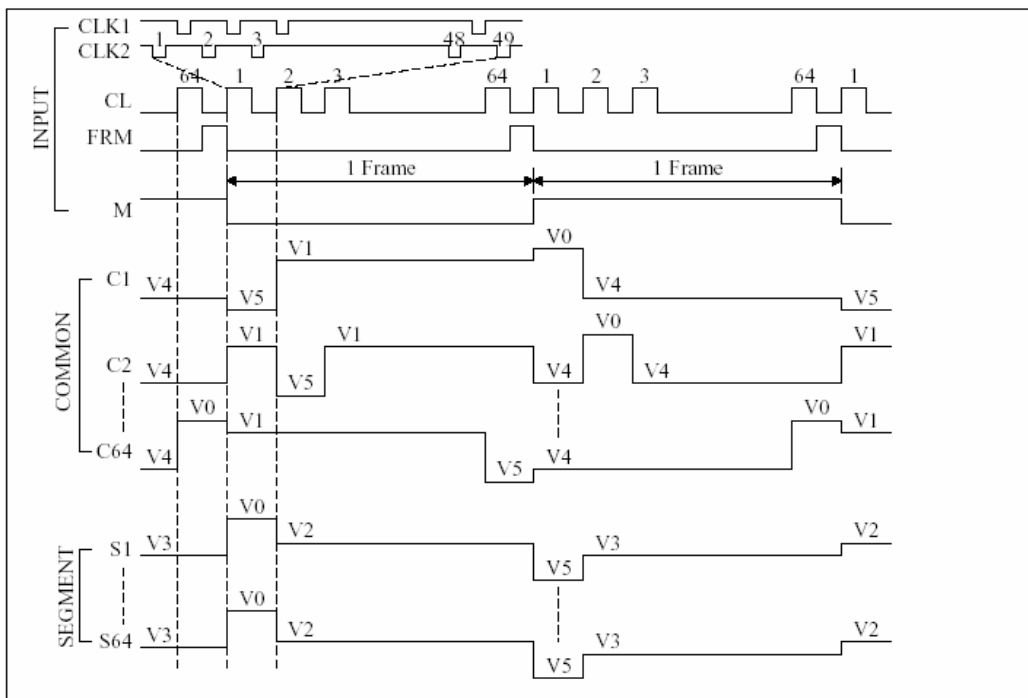 CLK1
1 2 3 48 49
CLK2
64 1 2 3 64 1 2 3 64 1
CL
FRM
INPUT
1 Frame 1 Frame
M
V1 V0
C1 V4 V5 V4 V5
V1 V1 V0 V1
C2 V4 V5 V4 V4
COMMON
V0 V1 V0 V1
C64 V4 V5 V4
V0
S1 V3 V2 V5 V3 V2
SEGMENT
V0
S64 V3 V2 V5 V3 V2